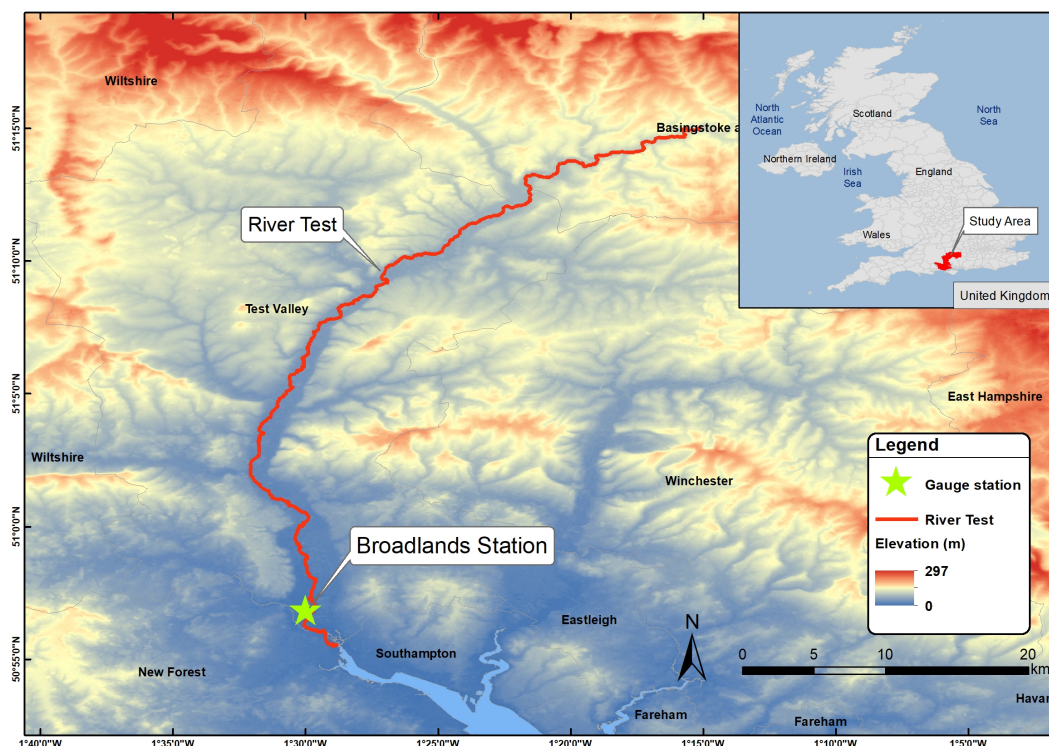 Wiltshire
Basingstoke a
51°15'0"N
River Test
51°10'0"N
Test Valley
51°5'0"N
East Hampshire
Wiltshire
Winchester
51°0'0"N
Broadlands Station
Eastleigh
50°55'0"N
Southampton
New Forest
Fareham
Fareham
Havar
North
Atlantic
Ocean
Scotland
North
Sea
Northern Ireland
Irish
Sea
England
Wales
Study Area
United Kingdom
Legend
Gauge station
River Test
Elevation (m)
297
0
N
0 5 10 20
km
1°40'0"W 1°35'0"W 1°30'0"W 1°25'0"W 1°20'0"W 1°15'0"W 1°10'0"W 1°5'0"W